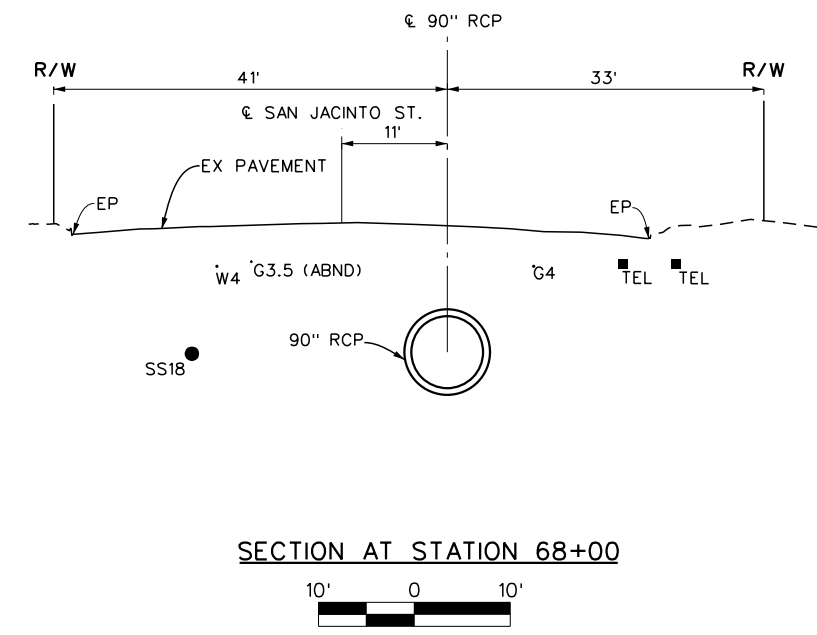 ℄ 90" RCP
R/W
41'
33'
R/W
℄ SAN JACINTO ST.
11'
EX PAVEMENT
EP
EP
W4
G3.5 (ABND)
G4
TEL
TEL
90" RCP
SS18
SECTION AT STATION 68+00
10' 0 10'